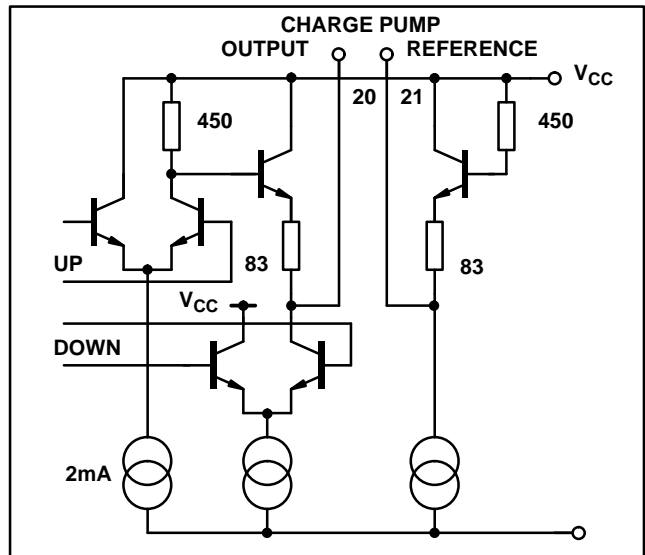 CHARGE PUMP
OUTPUT REFERENCE
20 21
VCC
450 450
UP
83 83
VCC
DOWN
2mA